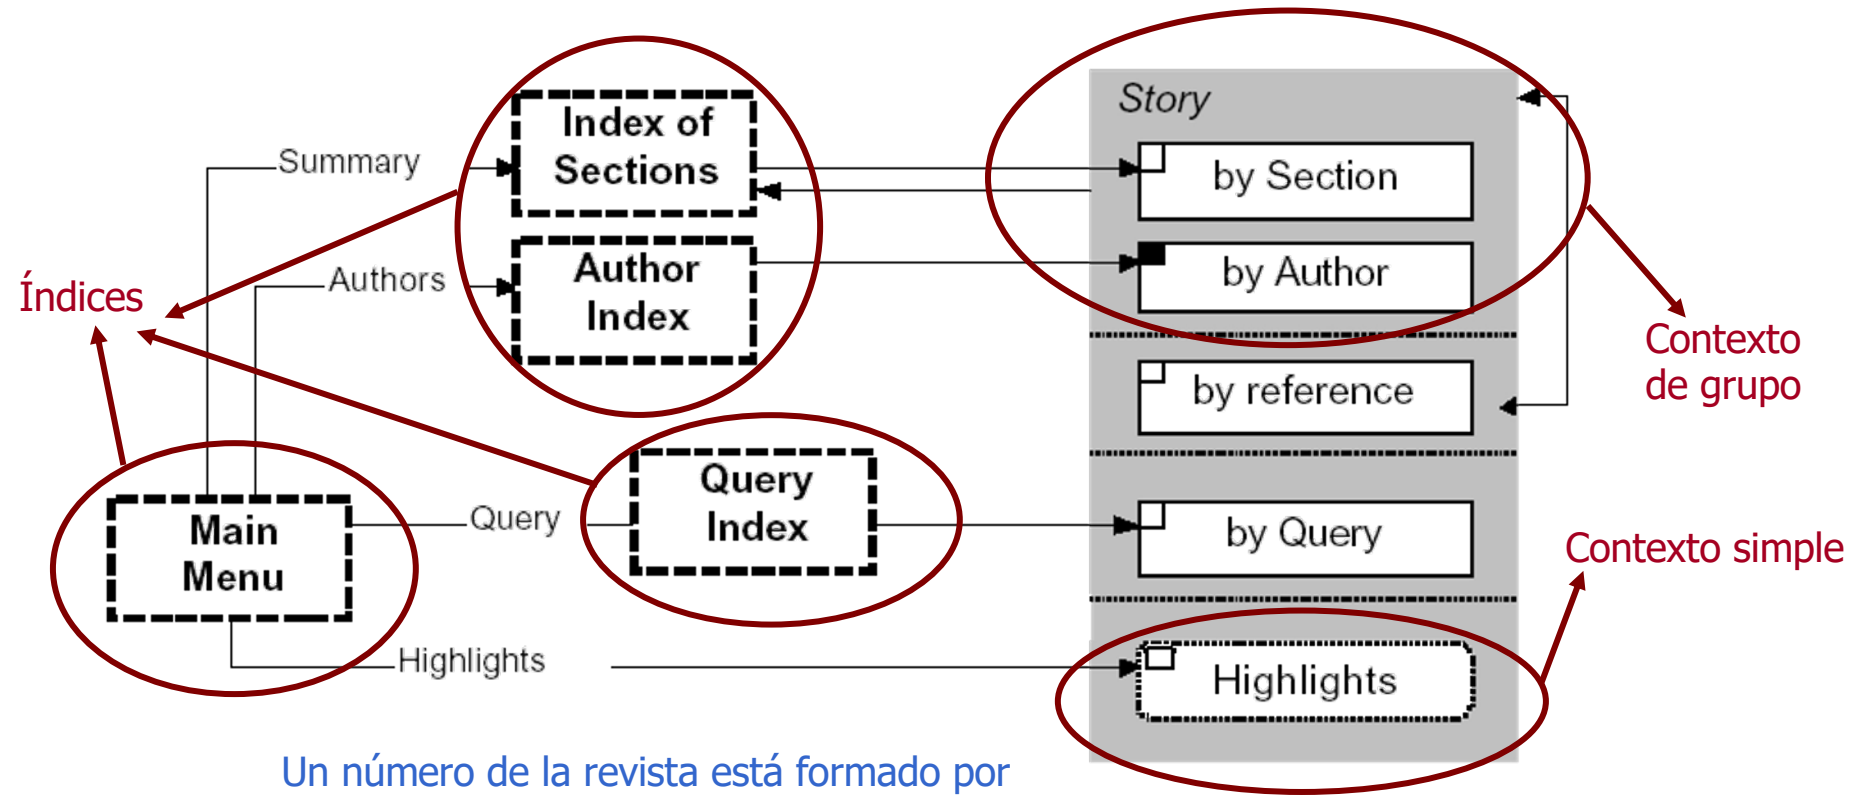 Story
Index of
Sections
Summary
by Section
Author
Index
Authors
by Author
Índices
Contexto
de grupo
by reference
Query
Index
Query
by Query
Main
Menu
Contexto simple
Highlights
Highlights
Un número de la revista está formado por